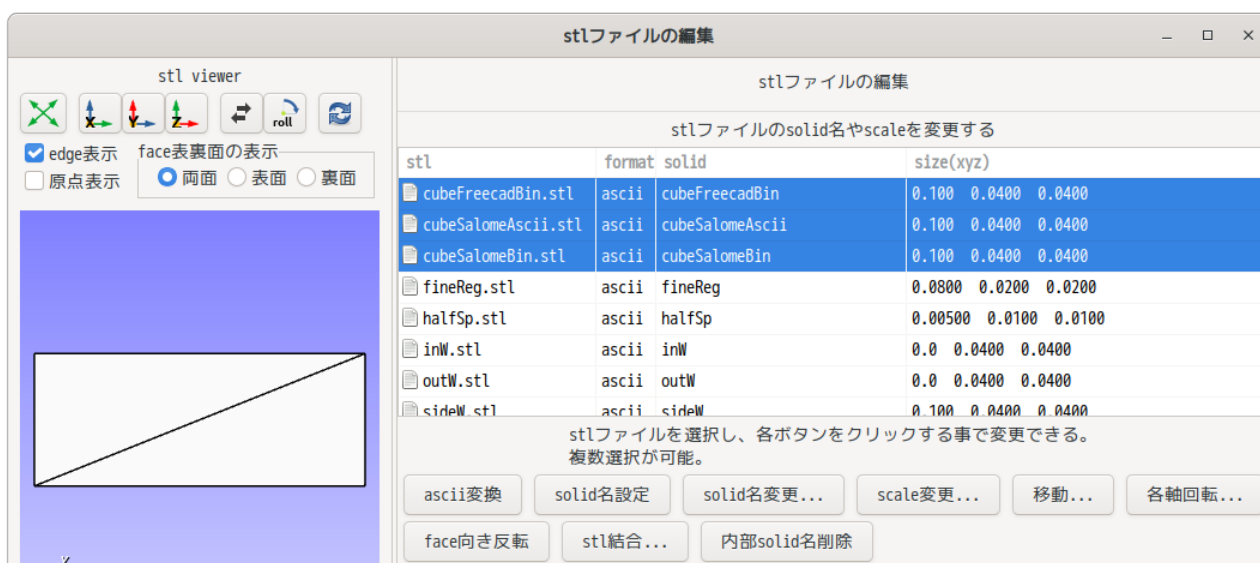 stlファイルの編集
stl viewer
X Y Z roll
edge表示
原点表示
face表裏面の表示
両面 表面 裏面
stlファイルの編集
stlファイルのsolid名やscaleを変更する
stl format solid size(xyz)
cubeFreecadBin.stl ascii cubeFreecadBin 0.100 0.0400 0.0400
cubeSalomeAscii.stl ascii cubeSalomeAscii 0.100 0.0400 0.0400
cubeSalomeBin.stl ascii cubeSalomeBin 0.100 0.0400 0.0400
fineReg.stl ascii fineReg 0.0800 0.0200 0.0200
halfSp.stl ascii halfSp 0.00500 0.0100 0.0100
inW.stl ascii inW 0.0 0.0400 0.0400
outW.stl ascii outW 0.0 0.0400 0.0400
sideW.stl ascii sideW 0.100 0.0400 0.0400
stlファイルを選択し、各ボタンをクリックする事で変更できる。
複数選択が可能。
ascii変換 solid名設定 solid名変更... scale変更... 移動... 各軸回転...
face向き反転 stl結合... 内部solid名削除